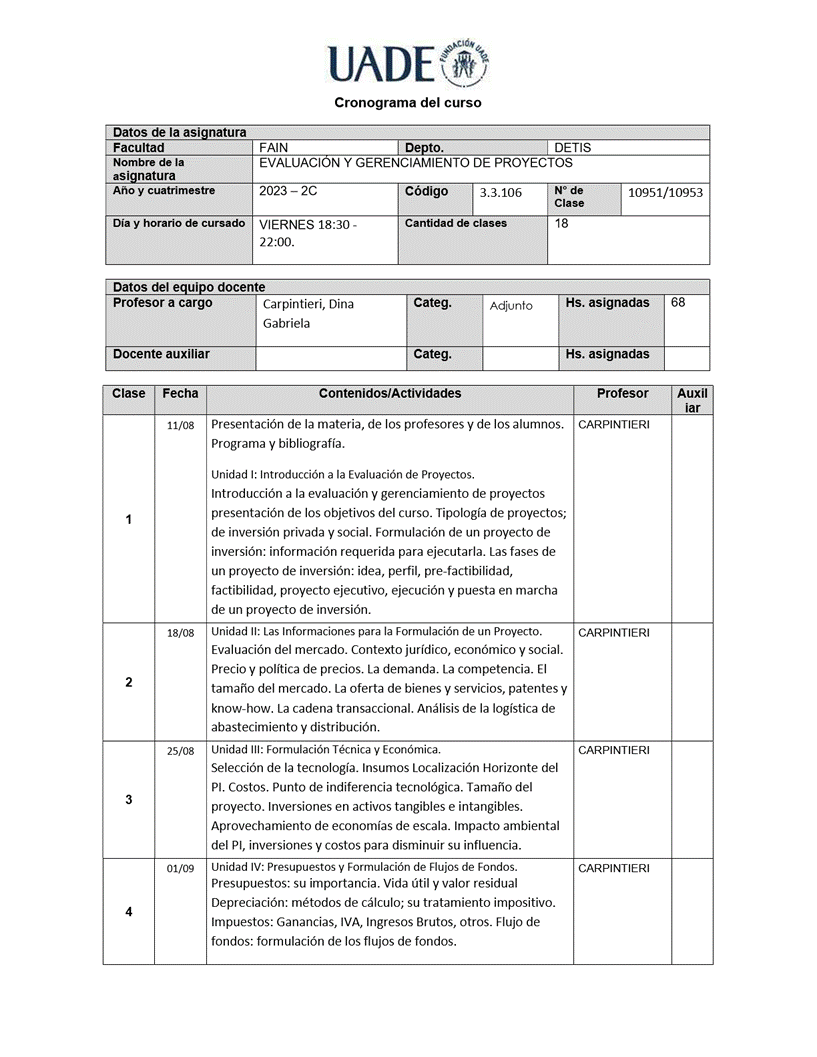 UADE FUNDACIÓN UADE
Cronograma del curso
Datos de la asignatura
Facultad FAIN Depto. DETIS
Nombre de la EVALUACIÓN Y GERENCIAMIENTO DE PROYECTOS
asignatura
Año y cuatrimestre 2023 – 2C Código 3.3.106 N° de 10951/10953
Clase
Día y horario de cursado VIERNES 18:30 - Cantidad de clases 18
22:00.
Datos del equipo docente
Profesor a cargo Carpintieri, Dina Categ. Adjunto Hs. asignadas 68
Gabriela
Docente auxiliar Categ. Hs. asignadas
Clase Fecha Contenidos/Actividades Profesor Auxil
iar
11/08 Presentación de la materia, de los profesores y de los alumnos. CARPINTIERI
Programa y bibliografía.
Unidad I: Introducción a la Evaluación de Proyectos.
Introducción a la evaluación y gerenciamiento de proyectos
presentación de los objetivos del curso. Tipología de proyectos;
1 de inversión privada y social. Formulación de un proyecto de
inversión: información requerida para ejecutarla. Las fases de
un proyecto de inversión: idea, perfil, pre-factibilidad,
factibilidad, proyecto ejecutivo, ejecución y puesta en marcha
de un proyecto de inversión.
18/08 Unidad II: Las Informaciones para la Formulación de un Proyecto. CARPINTIERI
Evaluación del mercado. Contexto jurídico, económico y social.
Precio y política de precios. La demanda. La competencia. El
2 tamaño del mercado. La oferta de bienes y servicios, patentes y
know-how. La cadena transaccional. Análisis de la logística de
abastecimiento y distribución.
25/08 Unidad III: Formulación Técnica y Económica. CARPINTIERI
Selección de la tecnología. Insumos Localización Horizonte del
PI. Costos. Punto de indiferencia tecnológica. Tamaño del
3 proyecto. Inversiones en activos tangibles e intangibles.
Aprovechamiento de economías de escala. Impacto ambiental
del PI, inversiones y costos para disminuir su influencia.
01/09 Unidad IV: Presupuestos y Formulación de Flujos de Fondos. CARPINTIERI
Presupuestos: su importancia. Vida útil y valor residual
Depreciación: métodos de cálculo; su tratamiento impositivo.
4 Impuestos: Ganancias, IVA, Ingresos Brutos, otros. Flujo de
fondos: formulación de los flujos de fondos.